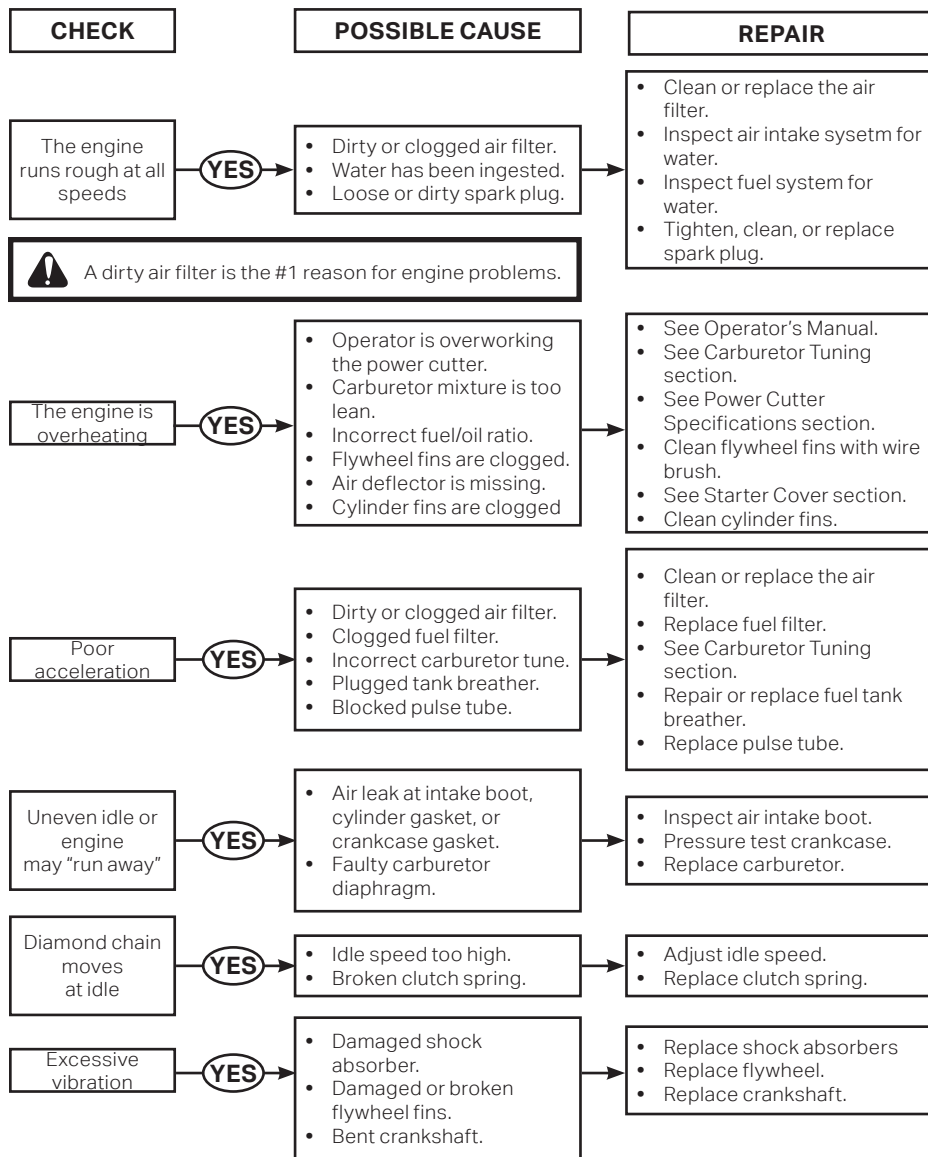 CHECK
POSSIBLE CAUSE
REPAIR
The engine
runs rough at all
speeds
YES
• Dirty or clogged air filter.
• Water has been ingested.
• Loose or dirty spark plug.
• Clean or replace the air
filter.
• Inspect air intake sysetm for
water.
• Inspect fuel system for
water.
• Tighten, clean, or replace
spark plug.
A dirty air filter is the #1 reason for engine problems.
The engine is
overheating
YES
• Operator is overworking
the power cutter.
• Carburetor mixture is too
lean.
• Incorrect fuel/oil ratio.
• Flywheel fins are clogged.
• Air deflector is missing.
• Cylinder fins are clogged
• See Operator's Manual.
• See Carburetor Tuning
section.
• See Power Cutter
Specifications section.
• Clean flywheel fins with wire
brush.
• See Starter Cover section.
• Clean cylinder fins.
Poor
acceleration
YES
• Dirty or clogged air filter.
• Clogged fuel filter.
• Incorrect carburetor tune.
• Plugged tank breather.
• Blocked pulse tube.
• Clean or replace the air
filter.
• Replace fuel filter.
• See Carburetor Tuning
section.
• Repair or replace fuel tank
breather.
• Replace pulse tube.
Uneven idle or
engine
may "run away"
YES
• Air leak at intake boot,
cylinder gasket, or
crankcase gasket.
• Faulty carburetor
diaphragm.
• Inspect air intake boot.
• Pressure test crankcase.
• Replace carburetor.
Diamond chain
moves
at idle
YES
• Idle speed too high.
• Broken clutch spring.
• Adjust idle speed.
• Replace clutch spring.
Excessive
vibration
YES
• Damaged shock
absorber.
• Damaged or broken
flywheel fins.
• Bent crankshaft.
• Replace shock absorbers
• Replace flywheel.
• Replace crankshaft.